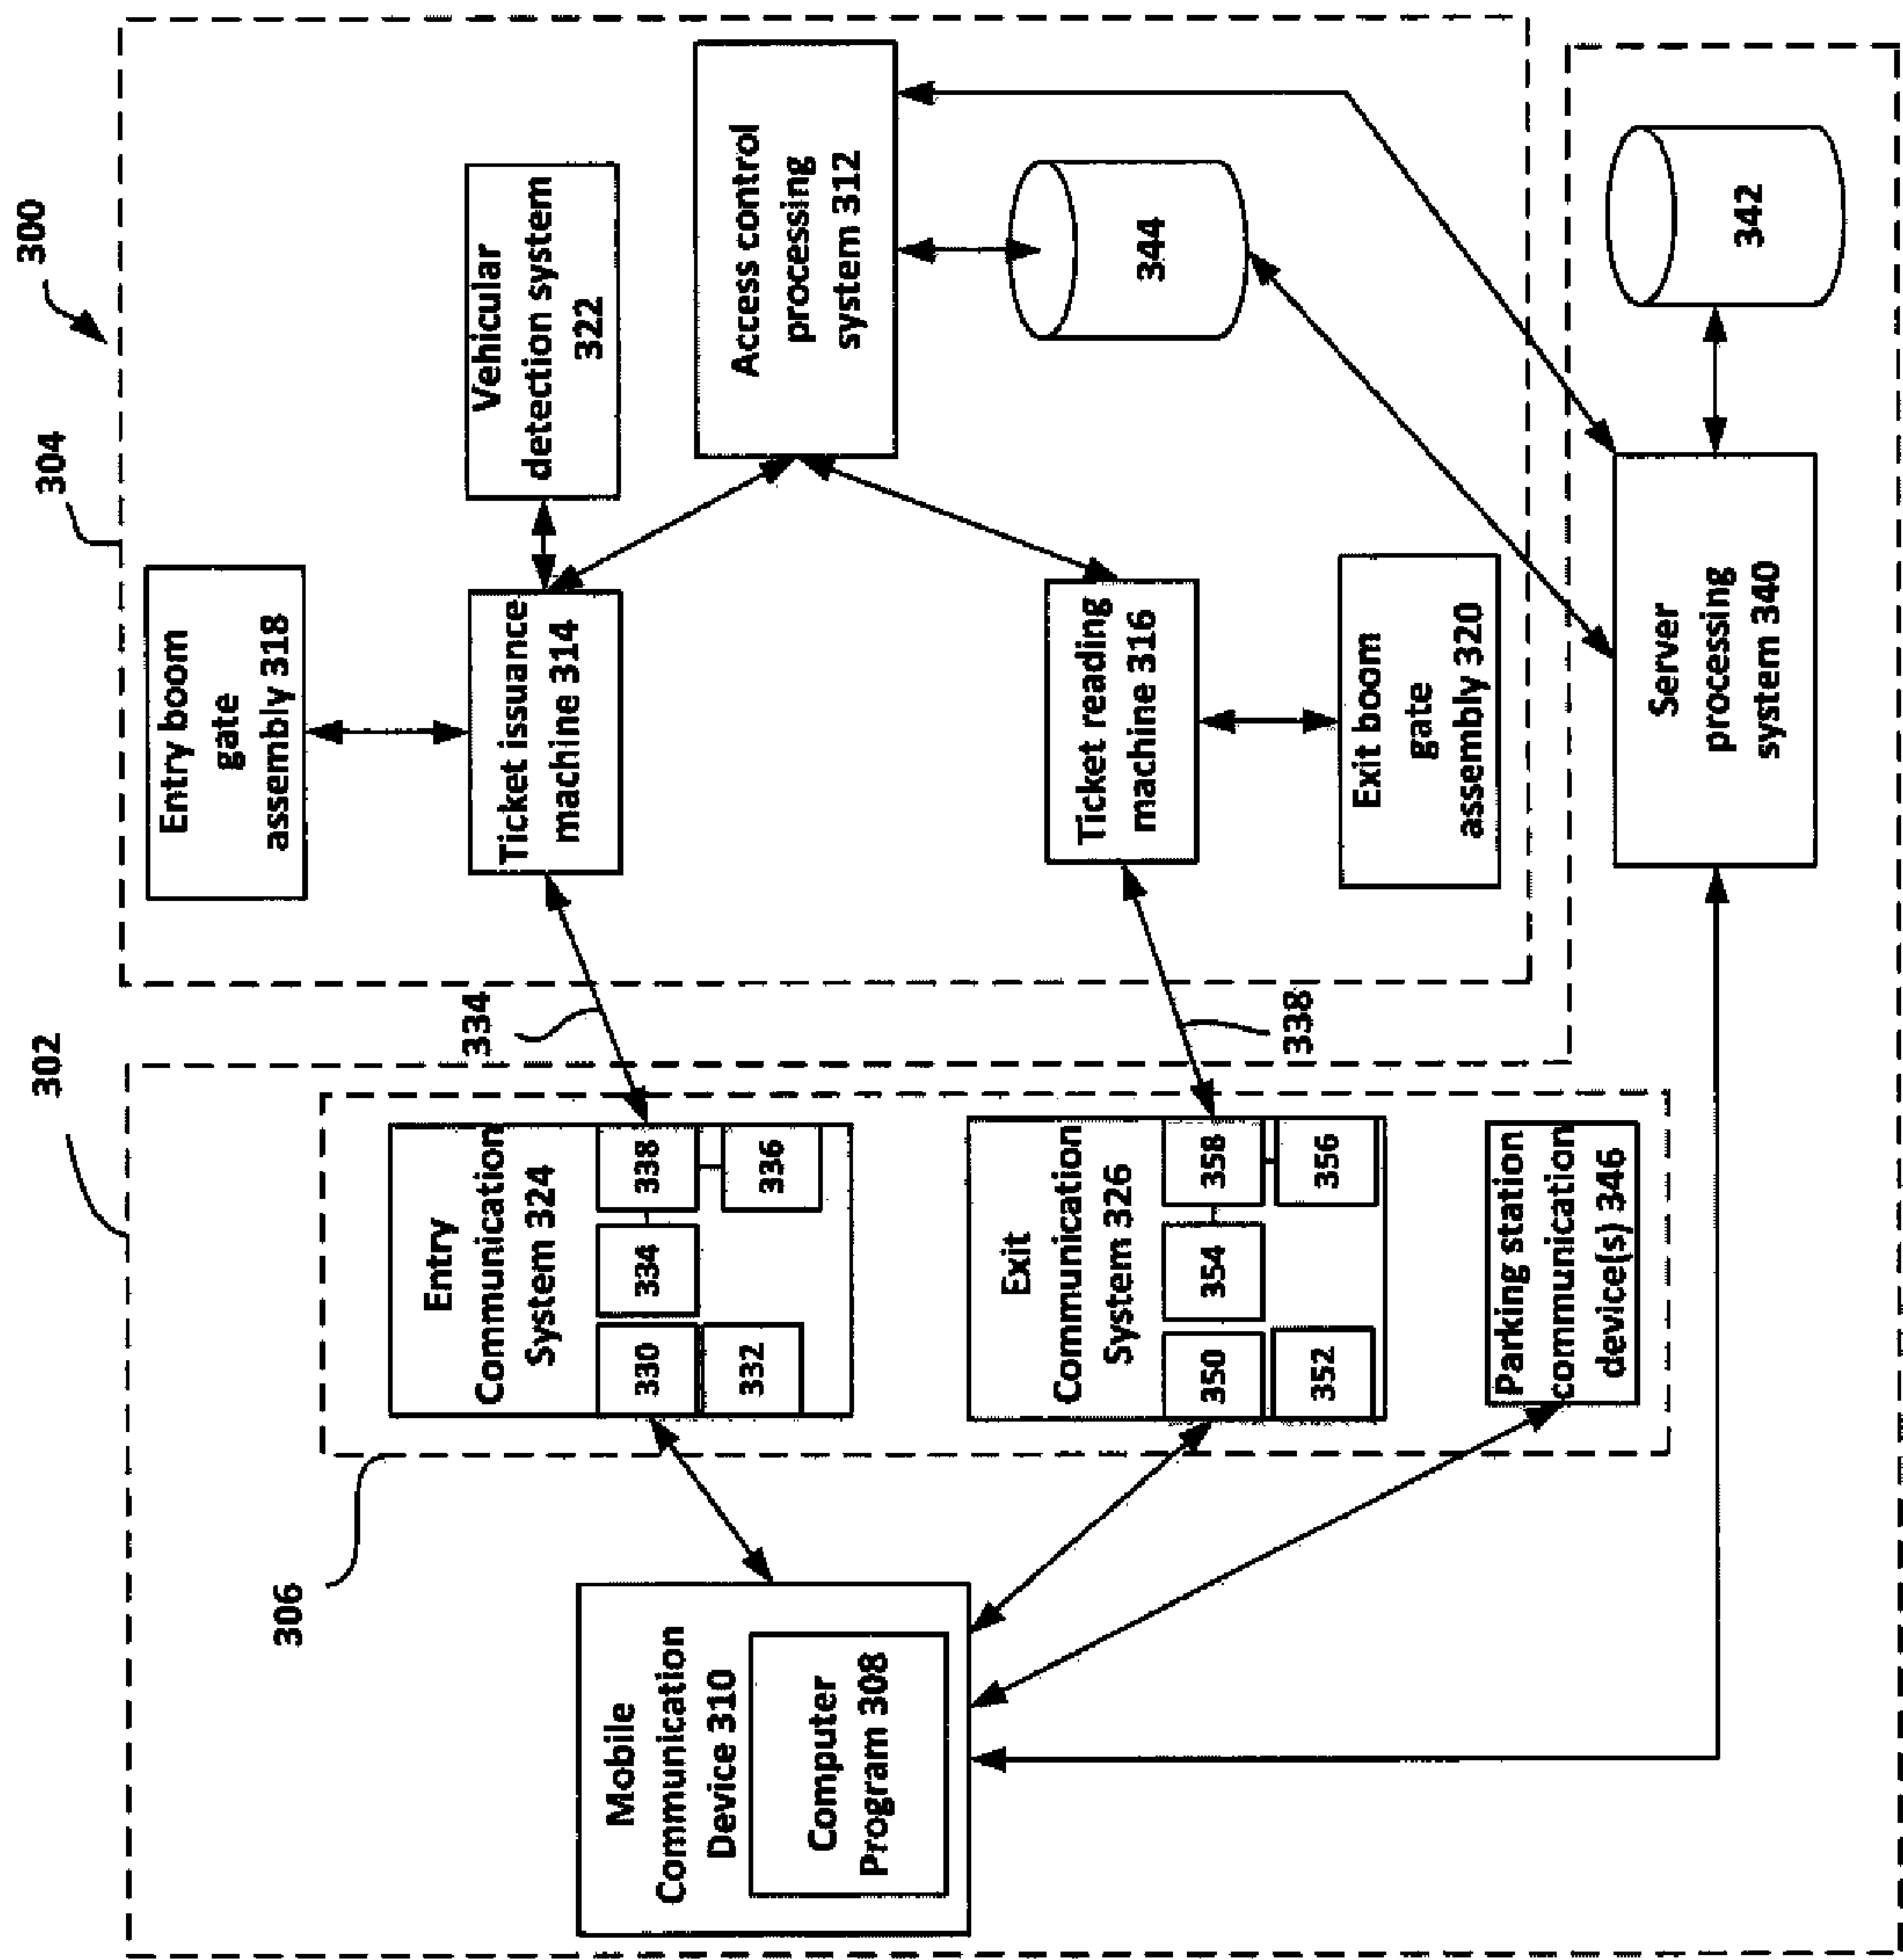 300
304
302
306
Entry boom
gate
assembly 318
Vehicular
detection system
322
Ticket issuance
machine 314
Access control
processing
system 312
344
Ticket reading
machine 316
Exit boom
gate
assembly 320
334
338
Entry
Communication
System 324
330
334
338
332
336
Exit
Communication
System 326
350
354
358
352
356
Parking station
communication
device(s) 346
Mobile
Communication
Device 310
Computer
Program 308
Server
processing
system 340
342